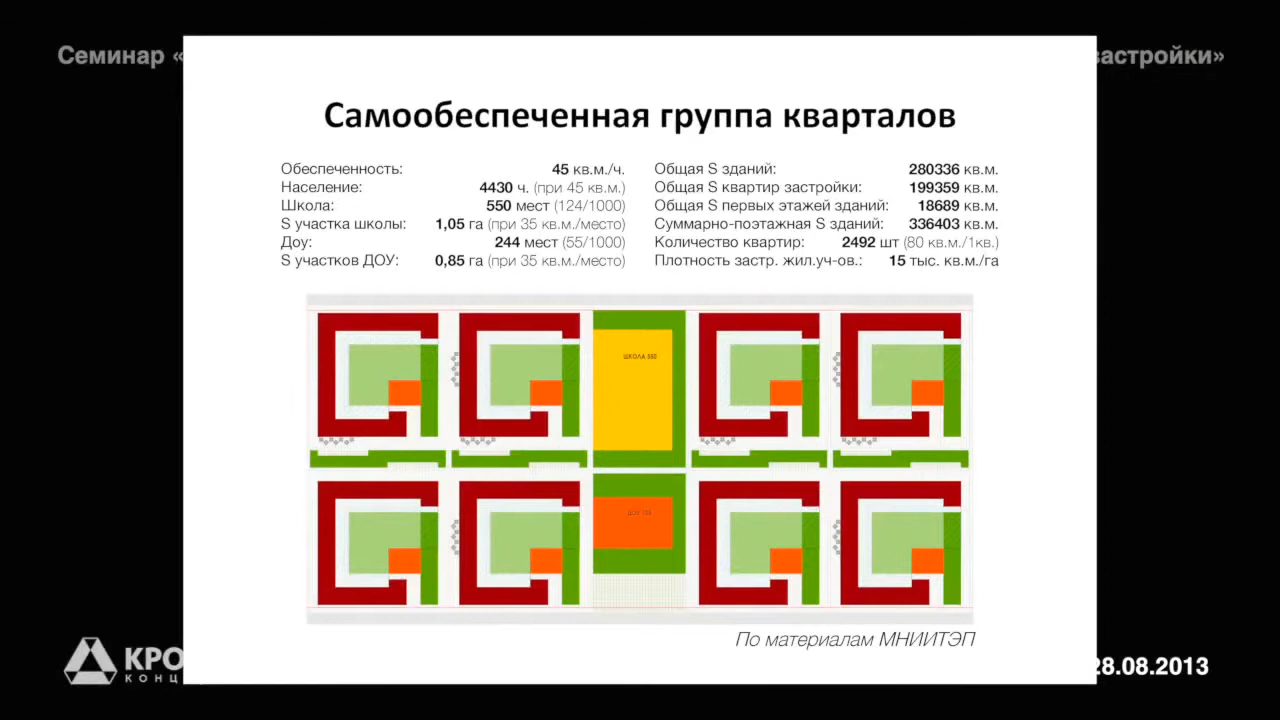 Семинар «
застройки»
Самообеспеченная группа кварталов
Обеспеченность: 45 кв.м./ч.
Население: 4430 ч. (при 45 кв.м.)
Школа: 550 мест (124/1000)
S участка школы: 1,05 га (при 35 кв.м./место)
Доу: 244 мест (55/1000)
S участков ДОУ: 0,85 га (при 35 кв.м./место)
Общая S зданий: 280336 кв.м.
Общая S квартир застройки: 199359 кв.м.
Общая S первых этажей зданий: 18689 кв.м.
Суммарно-поэтажная S зданий: 336403 кв.м.
Количество квартир: 2492 шт (80 кв.м./1кв.)
Плотность застр. жил.уч-ов.: 15 тыс. кв.м./га
ШКОЛА 550
ДОУ
По материалам МНИИТЭП
КРО
КОНЦ
28.08.2013